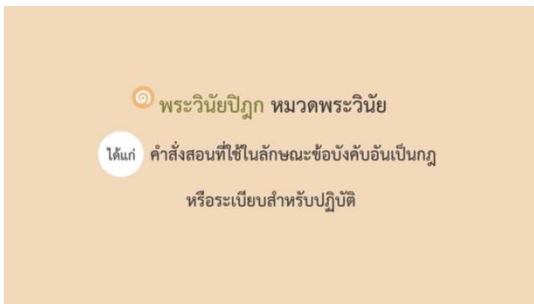 ๑ พระวินัยปิฎก หมวดพระวินัย
ได้แก่ คำสั่งสอนที่ใช้ในลักษณะข้อบังคับอันเป็นกฎ
หรือระเบียบสำหรับปฏิบัติ